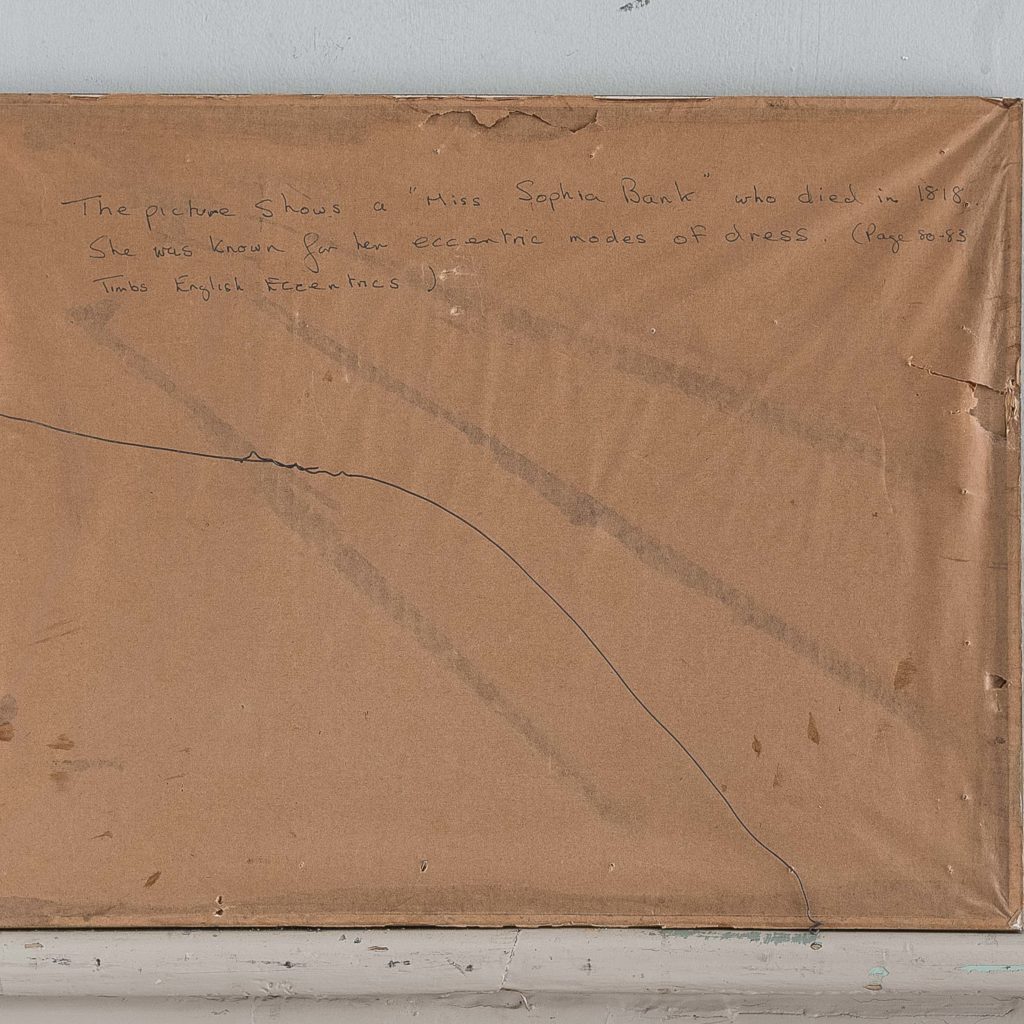 The picture shows a "Miss Sophia Bank" who died in 1818.
She was known for her eccentric modes of dress. (Page 80-83
Timbs English Eccentrics )